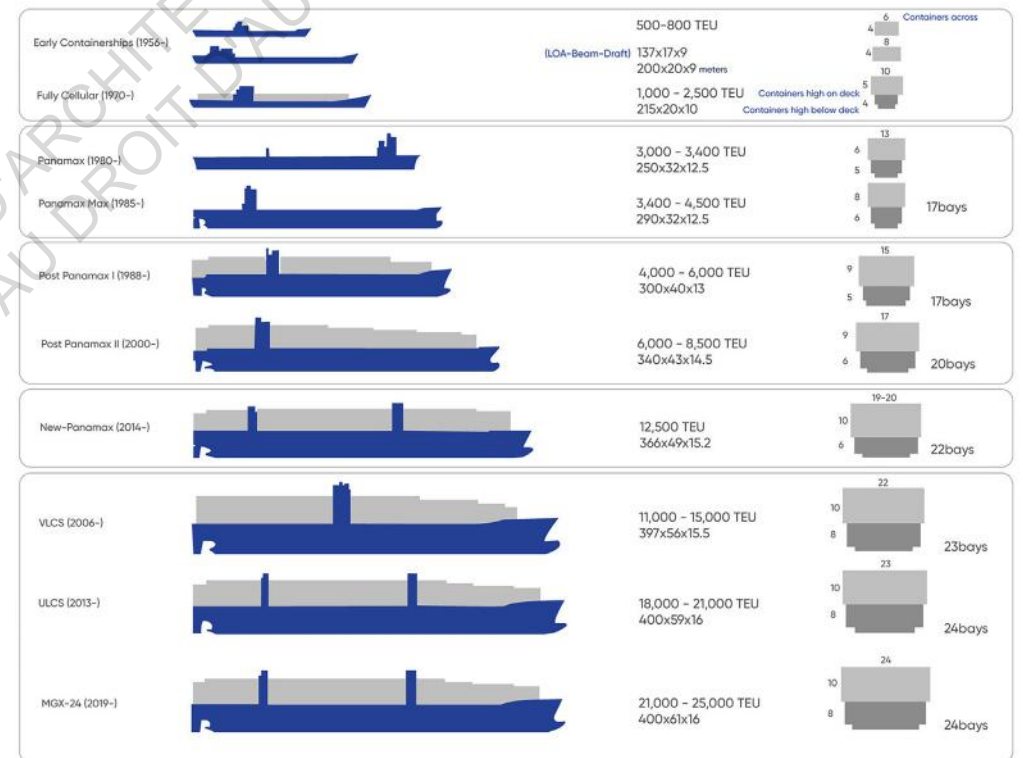 D'ARCHITE
AU DROIT D'AU
Early Containerships (1956-)
500-800 TEU
(LOA-Beam-Draft) 137x17x9
200x20x9 meters
6 Containers across
4
8
4
Fully Cellular (1970-)
1,000 - 2,500 TEU Containers high on deck
215x20x10 Containers high below deck
10
5
4
Panamax (1980-)
3,000 - 3,400 TEU
250x32x12.5
13
6
5
Panamax Max (1985-)
3,400 - 4,500 TEU
290x32x12.5
8
6
17bays
Post Panamax I (1988-)
4,000 - 6,000 TEU
300x40x13
15
9
5
17bays
Post Panamax II (2000-)
6,000 - 8,500 TEU
340x43x14.5
17
9
6
20bays
New-Panamax (2014-)
12,500 TEU
366x49x15.2
19-20
10
6
22bays
VLCS (2006-)
11,000 - 15,000 TEU
397x56x15.5
22
10
8
23bays
ULCS (2013-)
18,000 - 21,000 TEU
400x59x16
23
10
8
24bays
MGX-24 (2019-)
21,000 - 25,000 TEU
400x61x16
24
10
8
24bays